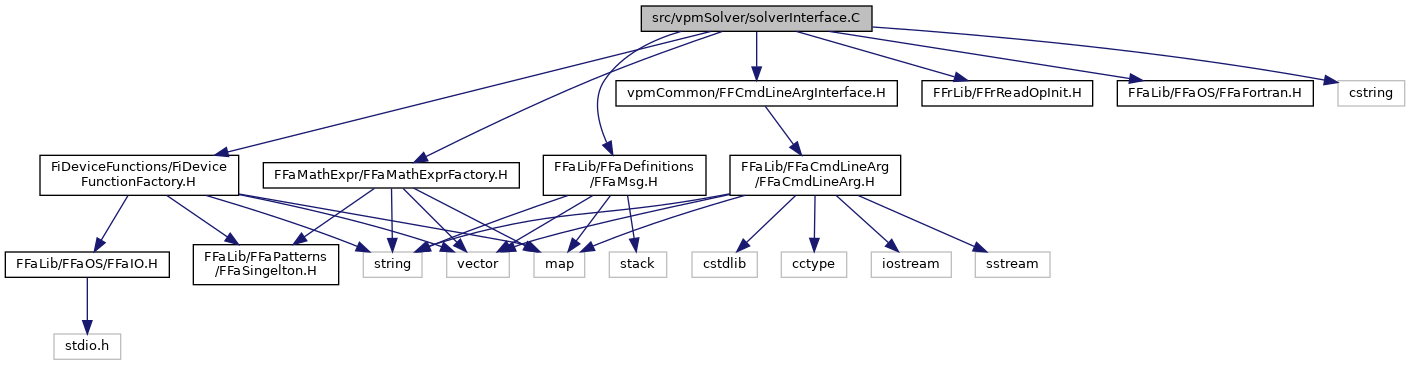 src/vpmSolver/solverInterface.C
vpmCommon/FFCmdLineArgInterface.H
FFrLib/FFrReadOpInit.H
FFaLib/FFaOS/FFaFortran.H
cstring
FiDeviceFunctions/FiDevice
FunctionFactory.H
FFaMathExpr/FFaMathExprFactory.H
FFaLib/FFaDefinitions
/FFaMsg.H
FFaLib/FFaCmdLineArg
/FFaCmdLineArg.H
FFaLib/FFaOS/FFaIO.H
FFaLib/FFaPatterns
/FFaSingelton.H
string
vector
map
stack
cstdlib
cctype
iostream
sstream
stdio.h